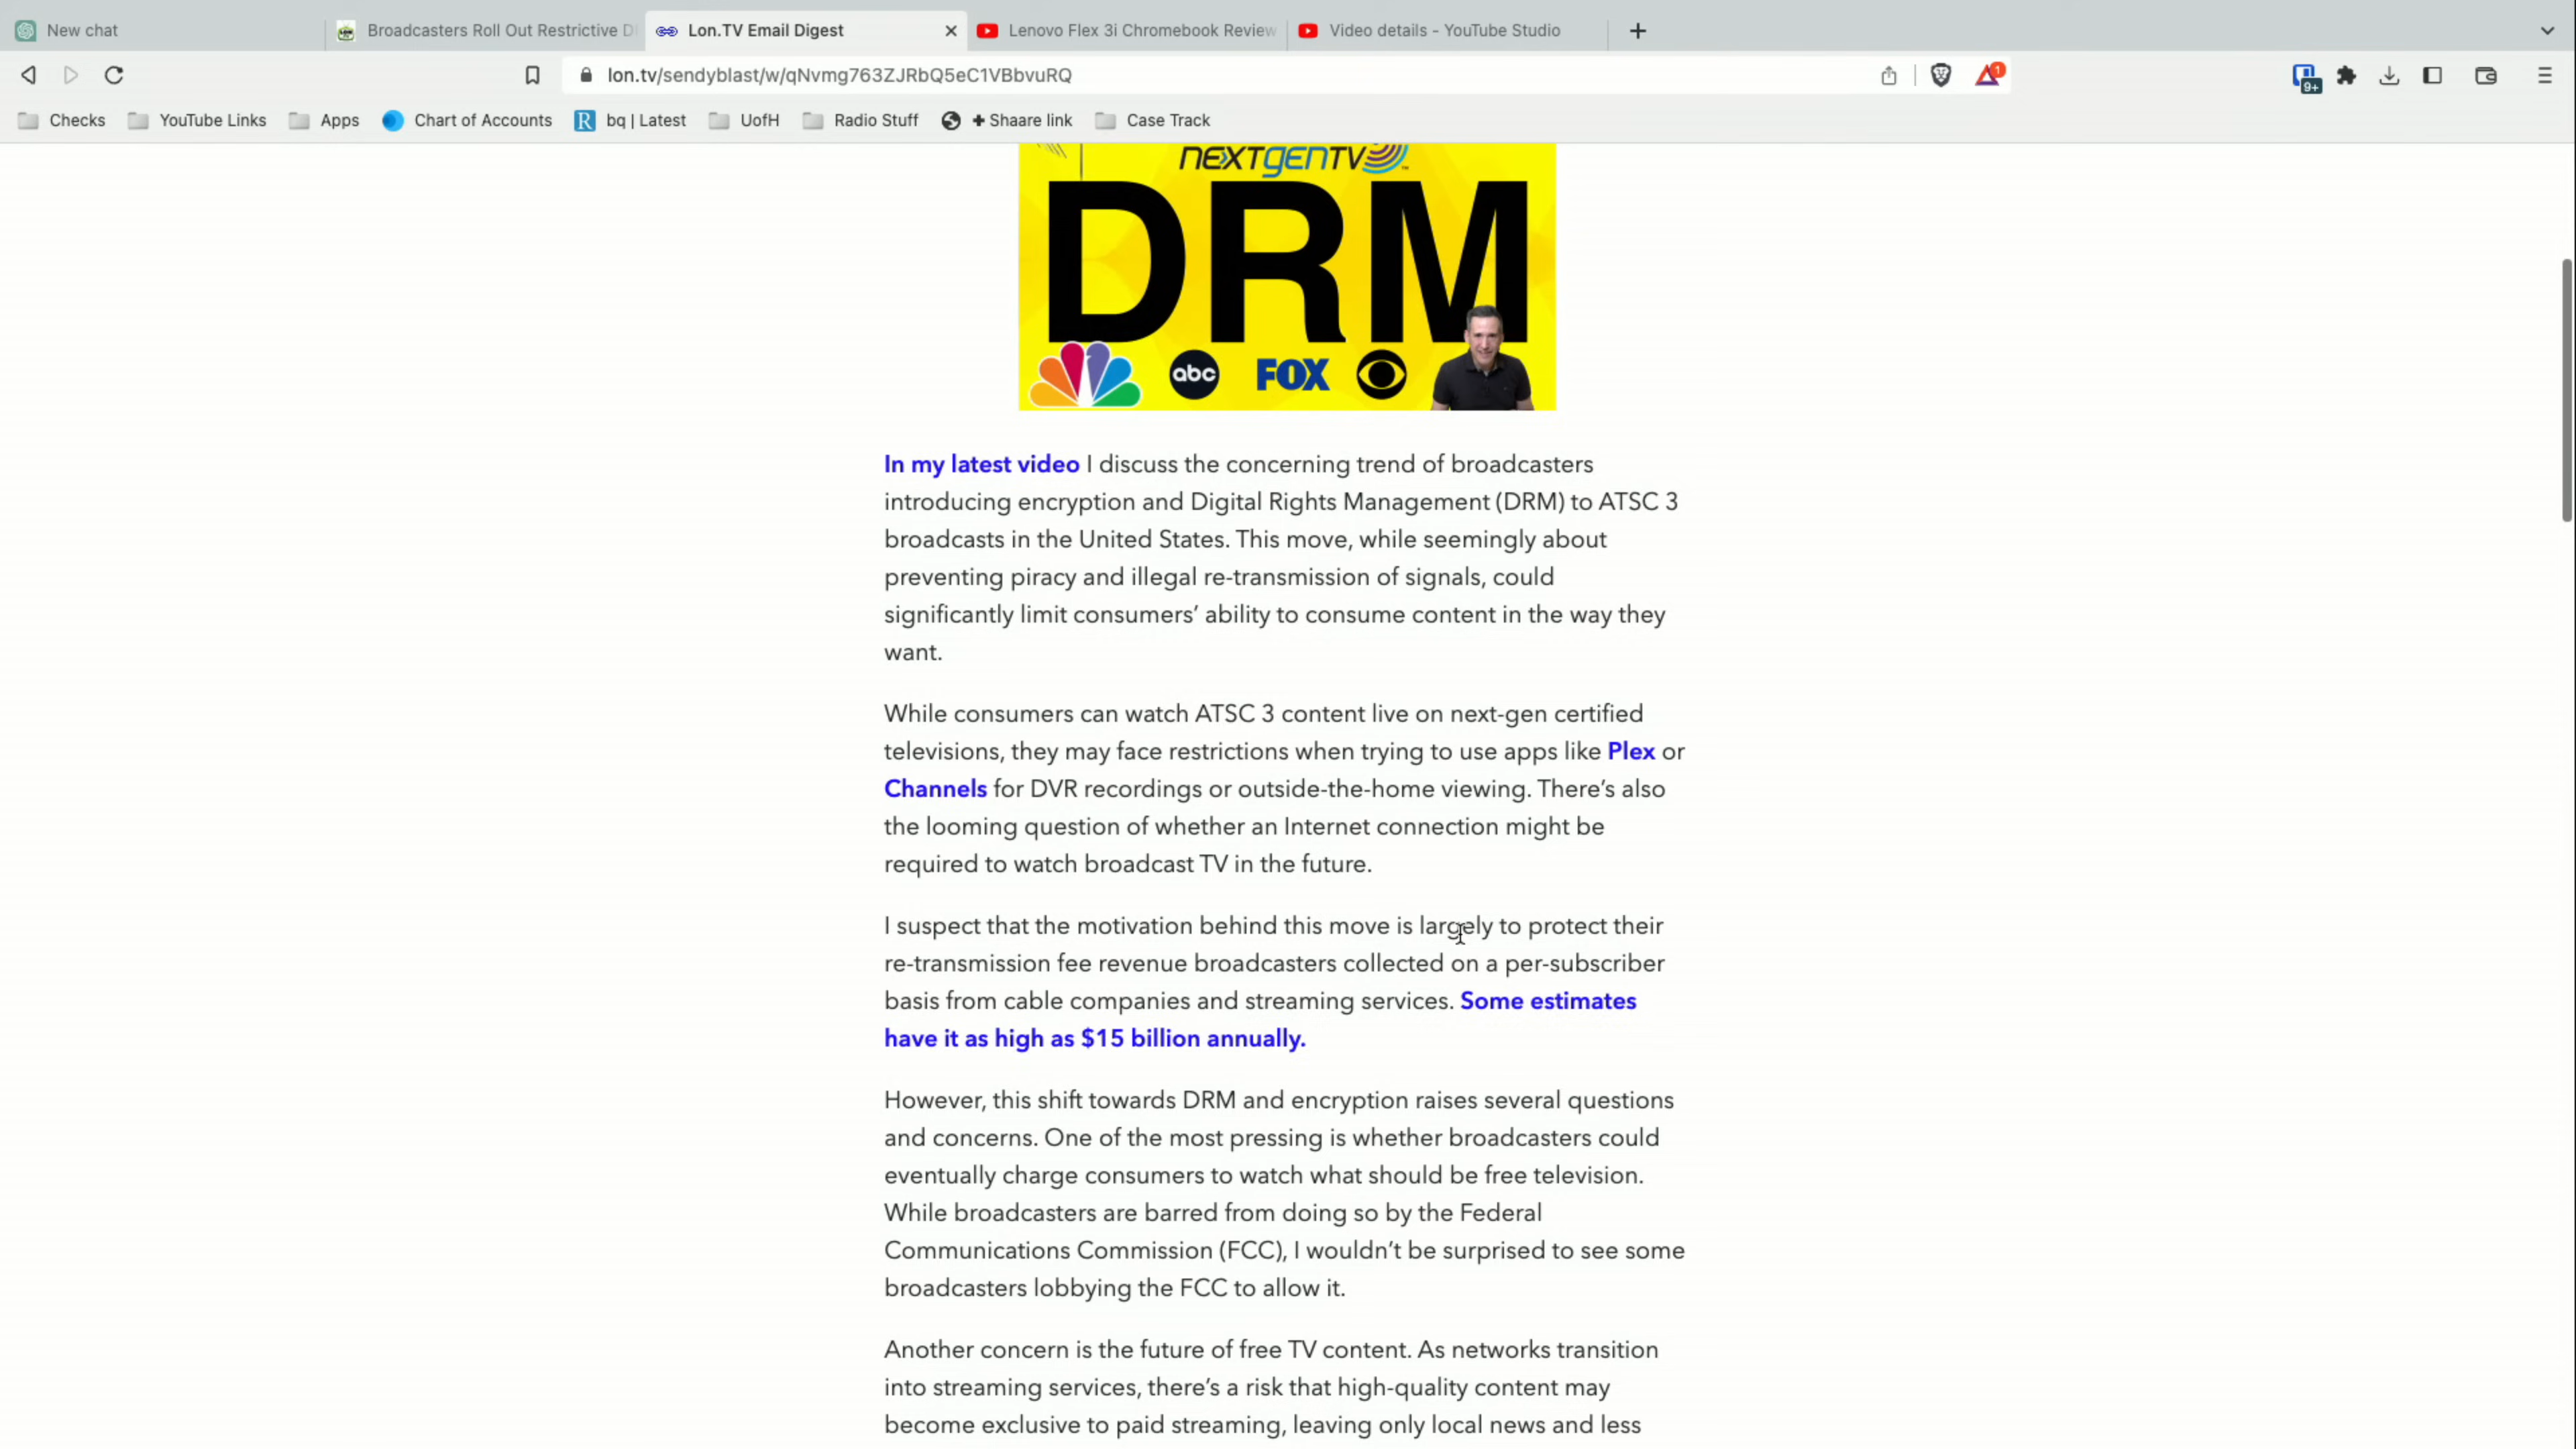 New chat
Broadcasters Roll Out Restrictive D
Lon.TV Email Digest
Lenovo Flex 3i Chromebook Review
Video details - YouTube Studio
lon.tv/sendyblast/w/qNvmg763ZJRbQ5eC1VBbvuRQ
1
9+
Checks
YouTube Links
Apps
Chart of Accounts
R
bq | Latest
UofH
Radio Stuff
+ Shaare link
Case Track
NEXTGENTV
DRM
abc
FOX
In my latest video I discuss the concerning trend of broadcasters
introducing encryption and Digital Rights Management (DRM) to ATSC 3
broadcasts in the United States. This move, while seemingly about
preventing piracy and illegal re-transmission of signals, could
significantly limit consumers’ ability to consume content in the way they
want.
While consumers can watch ATSC 3 content live on next-gen certified
televisions, they may face restrictions when trying to use apps like Plex or
Channels for DVR recordings or outside-the-home viewing. There’s also
the looming question of whether an Internet connection might be
required to watch broadcast TV in the future.
I suspect that the motivation behind this move is largely to protect their
re-transmission fee revenue broadcasters collected on a per-subscriber
basis from cable companies and streaming services. Some estimates
have it as high as $15 billion annually.
However, this shift towards DRM and encryption raises several questions
and concerns. One of the most pressing is whether broadcasters could
eventually charge consumers to watch what should be free television.
While broadcasters are barred from doing so by the Federal
Communications Commission (FCC), I wouldn’t be surprised to see some
broadcasters lobbying the FCC to allow it.
Another concern is the future of free TV content. As networks transition
into streaming services, there’s a risk that high-quality content may
become exclusive to paid streaming, leaving only local news and less